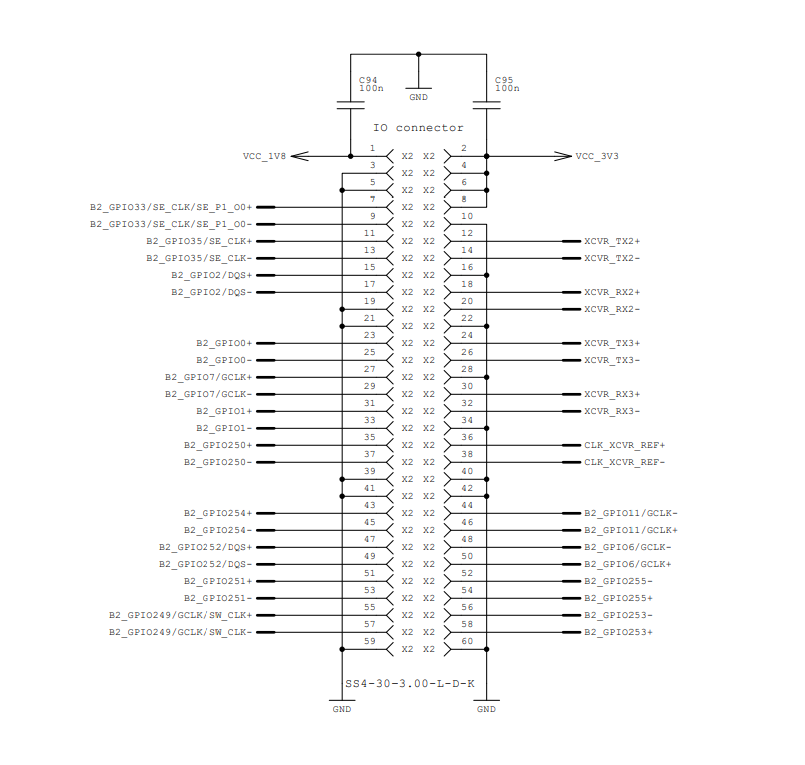 C94 C95
100n 100n
GND
IO connector
VCC_1V8 1 X2 X2 2 VCC_3V3
3 X2 X2 4
5 X2 X2 6
B2_GPIO33/SE_CLK/SE_P1_O0+ 7 X2 X2 8
B2_GPIO33/SE_CLK/SE_P1_O0- 9 X2 X2 10
B2_GPIO35/SE_CLK+ 11 X2 X2 12 XCVR_TX2+
B2_GPIO35/SE_CLK- 13 X2 X2 14 XCVR_TX2-
B2_GPIO2/DQS+ 15 X2 X2 16
B2_GPIO2/DQS- 17 X2 X2 18 XCVR_RX2+
19 X2 X2 20 XCVR_RX2-
21 X2 X2 22
B2_GPIO0+ 23 X2 X2 24 XCVR_TX3+
B2_GPIO0- 25 X2 X2 26 XCVR_TX3-
B2_GPIO7/GCLK+ 27 X2 X2 28
B2_GPIO7/GCLK- 29 X2 X2 30 XCVR_RX3+
B2_GPIO1+ 31 X2 X2 32 XCVR_RX3-
B2_GPIO1- 33 X2 X2 34
B2_GPIO250+ 35 X2 X2 36 CLK_XCVR_REF+
B2_GPIO250- 37 X2 X2 38 CLK_XCVR_REF-
39 X2 X2 40
41 X2 X2 42
B2_GPIO254+ 43 X2 X2 44 B2_GPIO11/GCLK-
B2_GPIO254- 45 X2 X2 46 B2_GPIO11/GCLK+
B2_GPIO252/DQS+ 47 X2 X2 48 B2_GPIO6/GCLK-
B2_GPIO252/DQS- 49 X2 X2 50 B2_GPIO6/GCLK+
B2_GPIO251+ 51 X2 X2 52 B2_GPIO255-
B2_GPIO251- 53 X2 X2 54 B2_GPIO255+
B2_GPIO249/GCLK/SW_CLK+ 55 X2 X2 56 B2_GPIO253-
B2_GPIO249/GCLK/SW_CLK- 57 X2 X2 58 B2_GPIO253+
59 X2 X2 60
SS4-30-3.00-L-D-K
GND GND